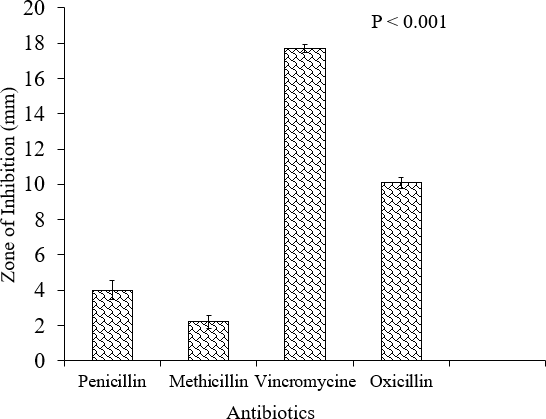 P < 0.001
Zone of Inhibition (mm)
20
18
16
14
12
10
8
6
4
2
0
Penicillin Methicillin Vincromycine Oxicillin
Antibiotics